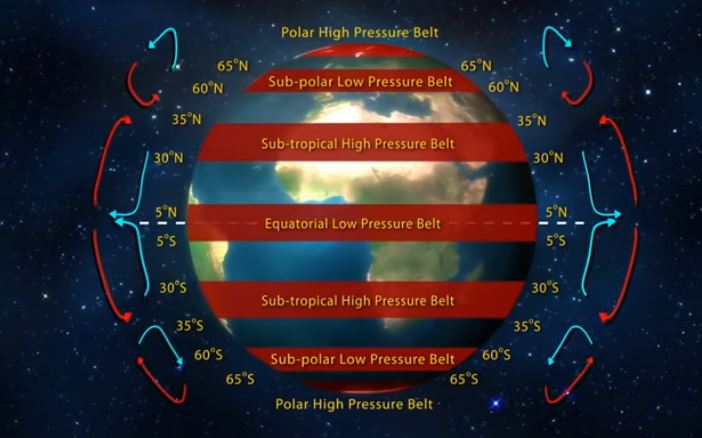 Polar High Pressure Belt
65°N 65°N
Sub-polar Low Pressure Belt
60°N 60°N
35°N 35°N
Sub-tropical High Pressure Belt
30°N 30°N
5°N 5°N
Equatorial Low Pressure Belt
5°S 5°S
30°S 30°S
Sub-tropical High Pressure Belt
35°S 35°S
60°S Sub-polar Low Pressure Belt 60°S
65°S 65°S
Polar High Pressure Belt